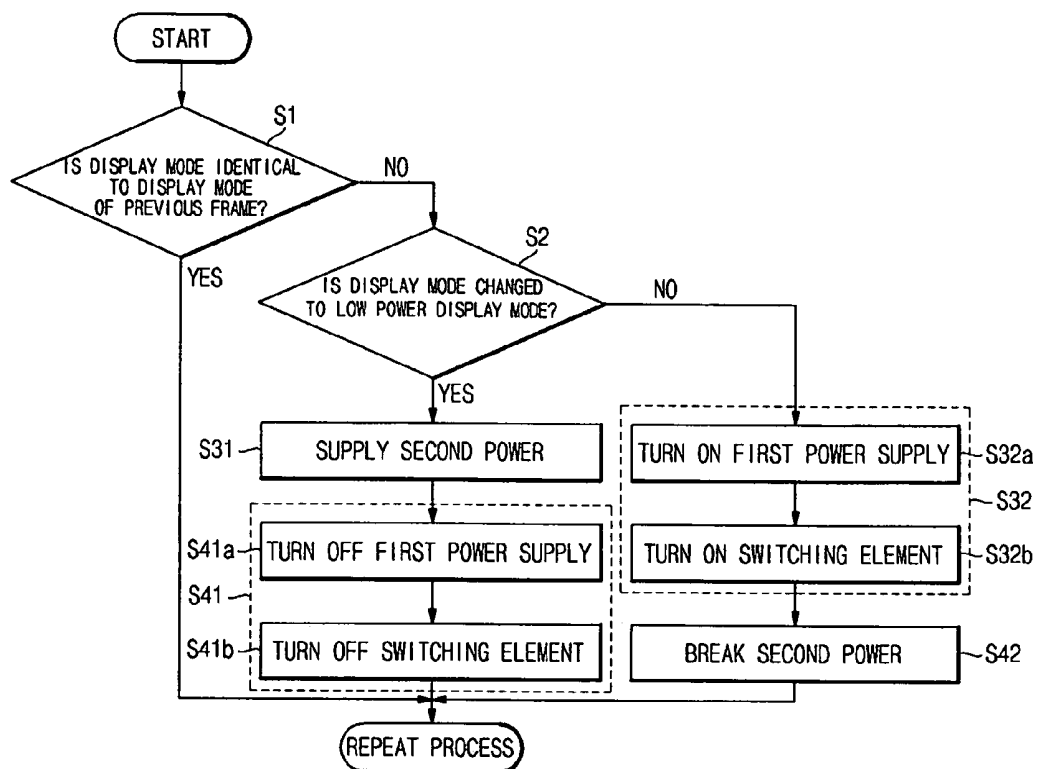 START
S1
IS DISPLAY MODE IDENTICAL
TO DISPLAY MODE
OF PREVIOUS FRAME?
NO
YES
S2
IS DISPLAY MODE CHANGED
TO LOW POWER DISPLAY MODE?
NO
YES
S31
SUPPLY SECOND POWER
TURN ON FIRST POWER SUPPLY
S32a
S32
S41a
TURN OFF FIRST POWER SUPPLY
TURN ON SWITCHING ELEMENT
S32b
S41
S41b
TURN OFF SWITCHING ELEMENT
BREAK SECOND POWER
S42
REPEAT PROCESS